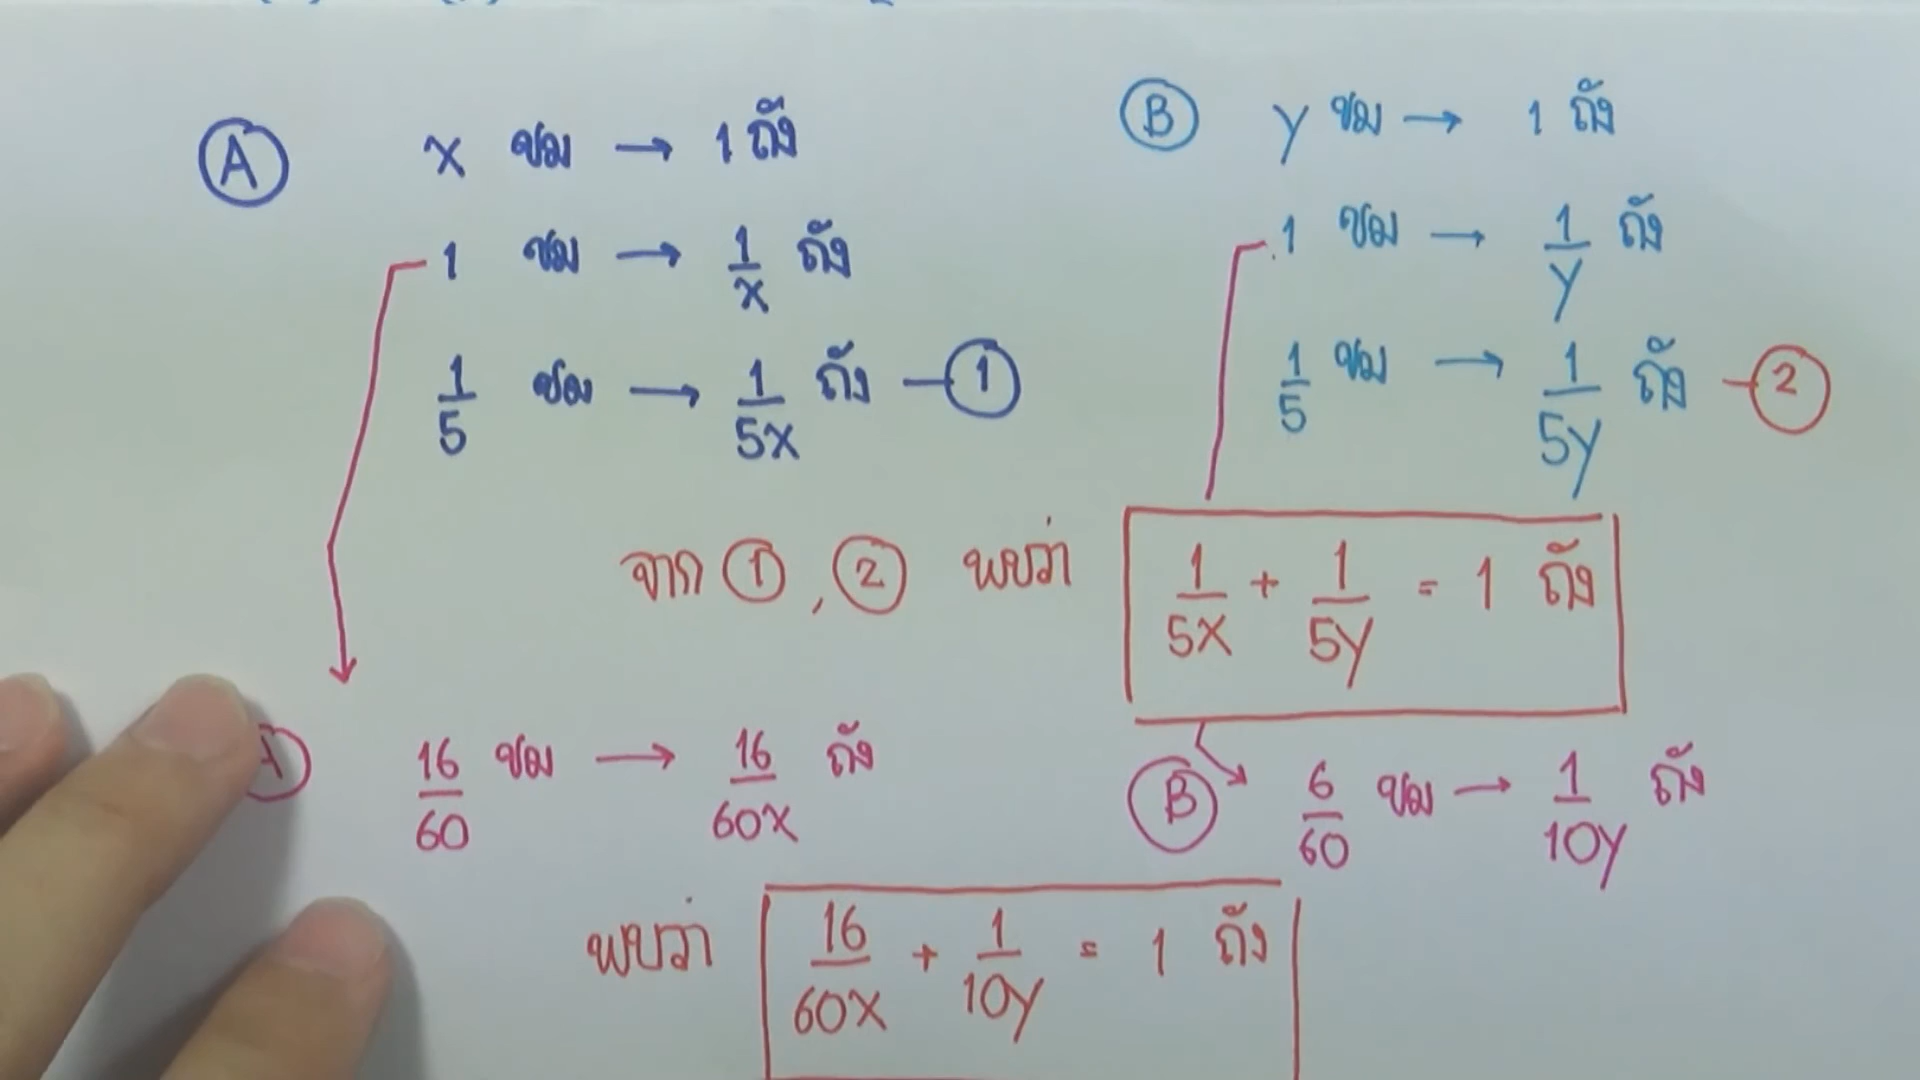 A x ชม → 1 ถัง
1 ชม → 1/x ถัง
1/5 ชม → 1/5x ถัง — 1
B y ชม → 1 ถัง
1 ชม → 1/y ถัง
1/5 ชม → 1/5y ถัง — 2
จาก 1 , 2 พบว่า 1/5x + 1/5y = 1 ถัง
16/60 ชม → 16/60x ถัง
B 6/60 ชม → 1/10y ถัง
พบว่า 16/60x + 1/10y = 1 ถัง